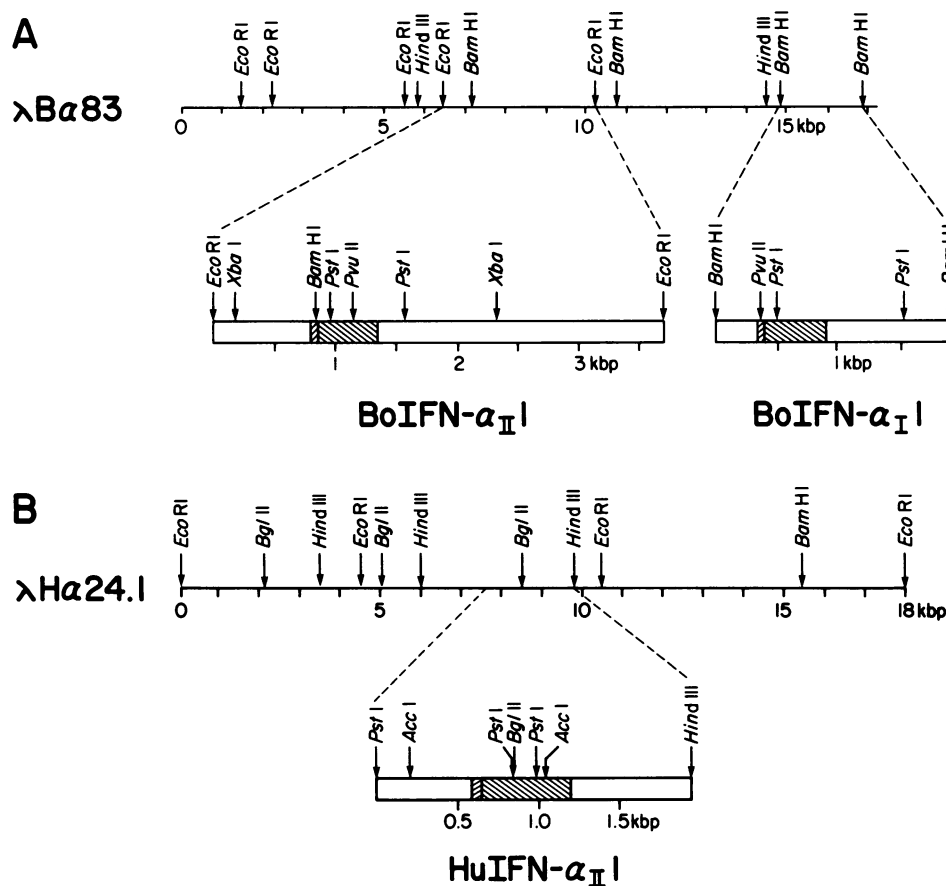 A
Eco RI
Eco RI
Eco RI
Hind III
Eco RI
Bam HI
Eco RI
Bam HI
Hind III
Bam HI
Bam HI
λBα83
0
5
10
15 kbp
Eco RI
Xba I
Bam HI
Pst I
Pvu II
Pst I
Xba I
Eco RI
Bam HI
Pvu II
Pst I
Pst I
1
2
3 kbp
1 kbp
BoIFN-αII1
BoIFN-αI1
B
Eco RI
Bgl II
Hind III
Eco RI
Bgl II
Hind III
Bgl II
Hind III
Eco RI
Bam HI
Eco RI
λHα24.1
0
5
10
15
18 kbp
Pst I
Acc I
Pst I
Bgl II
Pst I
Acc I
Hind III
0.5
1.0
1.5 kbp
HuIFN-αII1